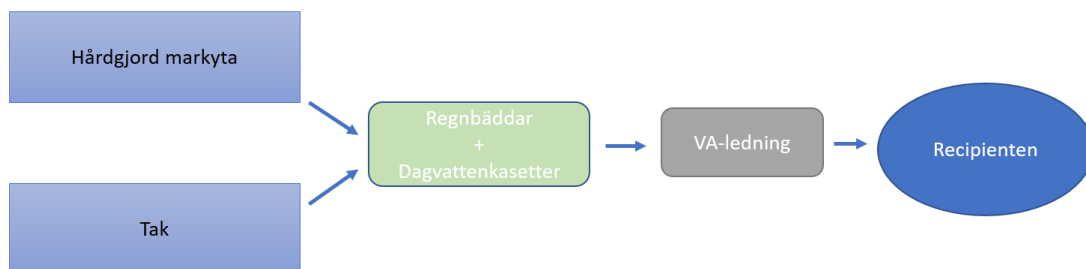 Hårdgjord markyta
Tak
Regnbäddar
+
Dagvattenkasetter
VA-ledning
Recipienten